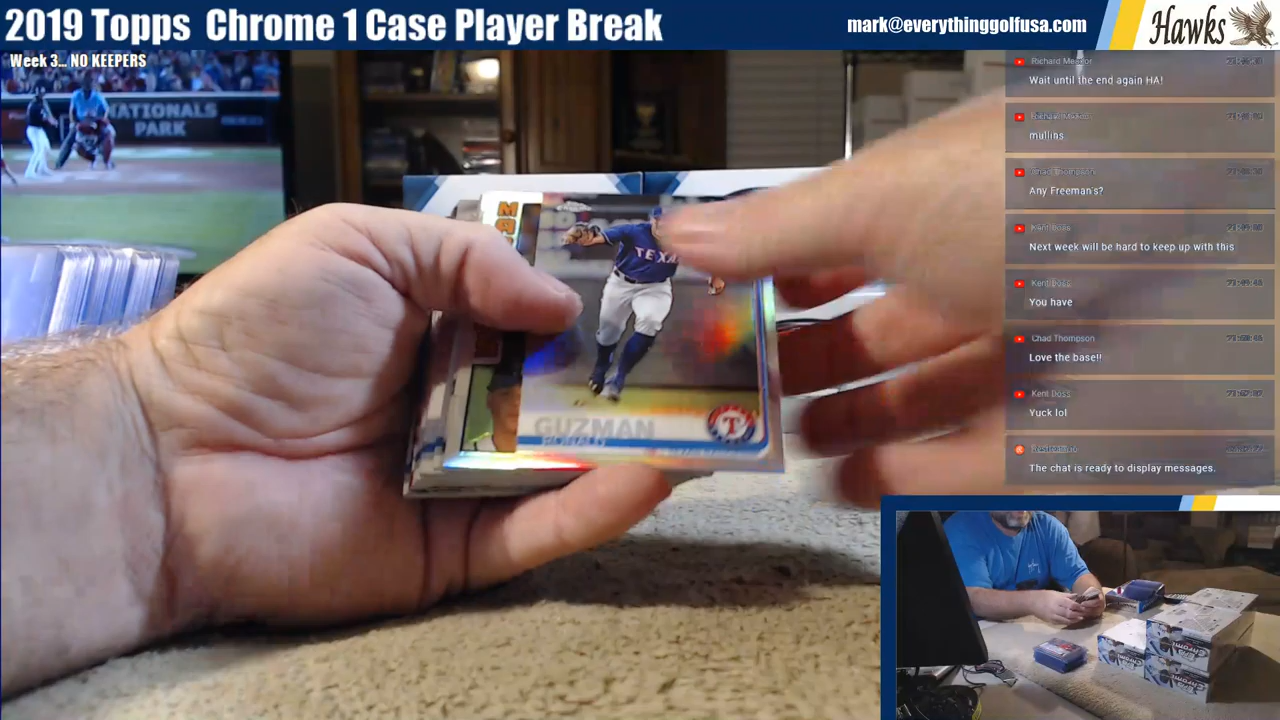 2019 Topps Chrome 1 Case Player Break
mark@everythinggolfusa.com
Hawks
Week 3... NO KEEPERS
NATIONALS
PARK
Wait until the end again HA!
mullins
Chad Thompson
Any Freeman's?
Kent Doss
Next week will be hard to keep up with this
Kent Doss
You have
Chad Thompson
Love the base!!
Kent Doss
Yuck lol
The chat is ready to display messages.
TEXA
GUZMAN
RONALD
T